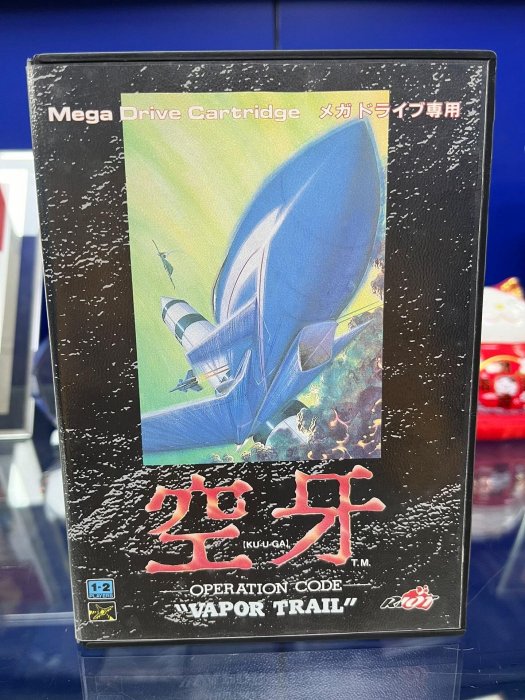 Mega Drive Cartridge メガドライブ専用
空牙
[KU・U・GA]
T.M.
OPERATION CODE
"VAPOR TRAIL"
1-2
PLAYERS